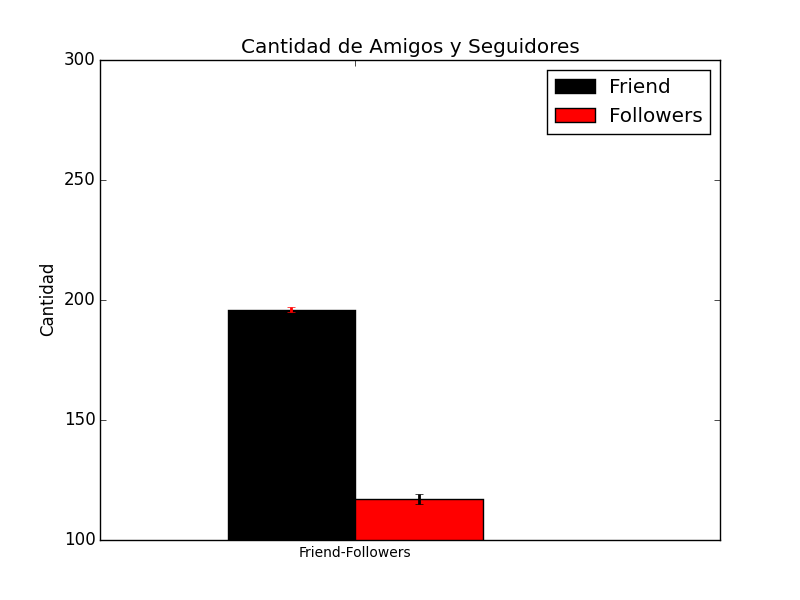 Cantidad de Amigos y Seguidores
300
Friend
Followers
250
200
Cantidad
150
100
Friend-Followers